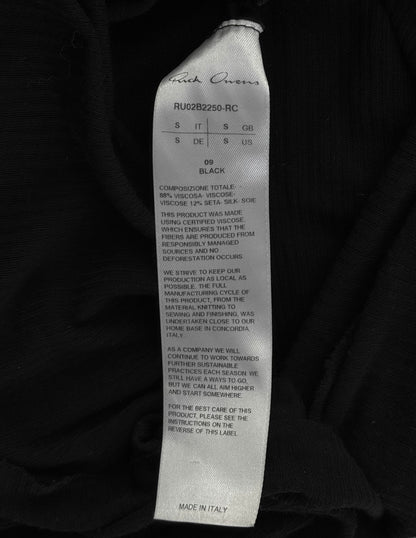 Rick Owens
RU02B2250-RC
S IT S GB
S DE S US
09
BLACK
COMPOSIZIONE TOTALE-
88% VISCOSA- VISCOSE-
VISCOSE 12% SETA- SILK- SOIE
THIS PRODUCT WAS MADE
USING CERTIFIED VISCOSE,
WHICH ENSURES THAT THE
FIBERS ARE PRODUCED FROM
RESPONSIBLY MANAGED
SOURCES AND NO
DEFORESTATION OCCURS.
WE STRIVE TO KEEP OUR
PRODUCTION AS LOCAL AS
POSSIBLE. THE FULL
MANUFACTURING CYCLE OF
THIS PRODUCT, FROM THE
MATERIAL KNITTING TO
SEWING AND FINISHING, WAS
UNDERTAKEN CLOSE TO OUR
HOME BASE IN CONCORDIA,
ITALY.
AS A COMPANY WE WILL
CONTINUE TO WORK TOWARDS
FURTHER SUSTAINABLE
PRACTICES EACH SEASON. WE
STILL HAVE A WAYS TO GO,
BUT WE CAN ALL AIM HIGHER
AND START SOMEWHERE.
FOR THE BEST CARE OF THIS
PRODUCT, PLEASE SEE THE
INSTRUCTIONS ON THE
REVERSE OF THIS LABEL.
MADE IN ITALY